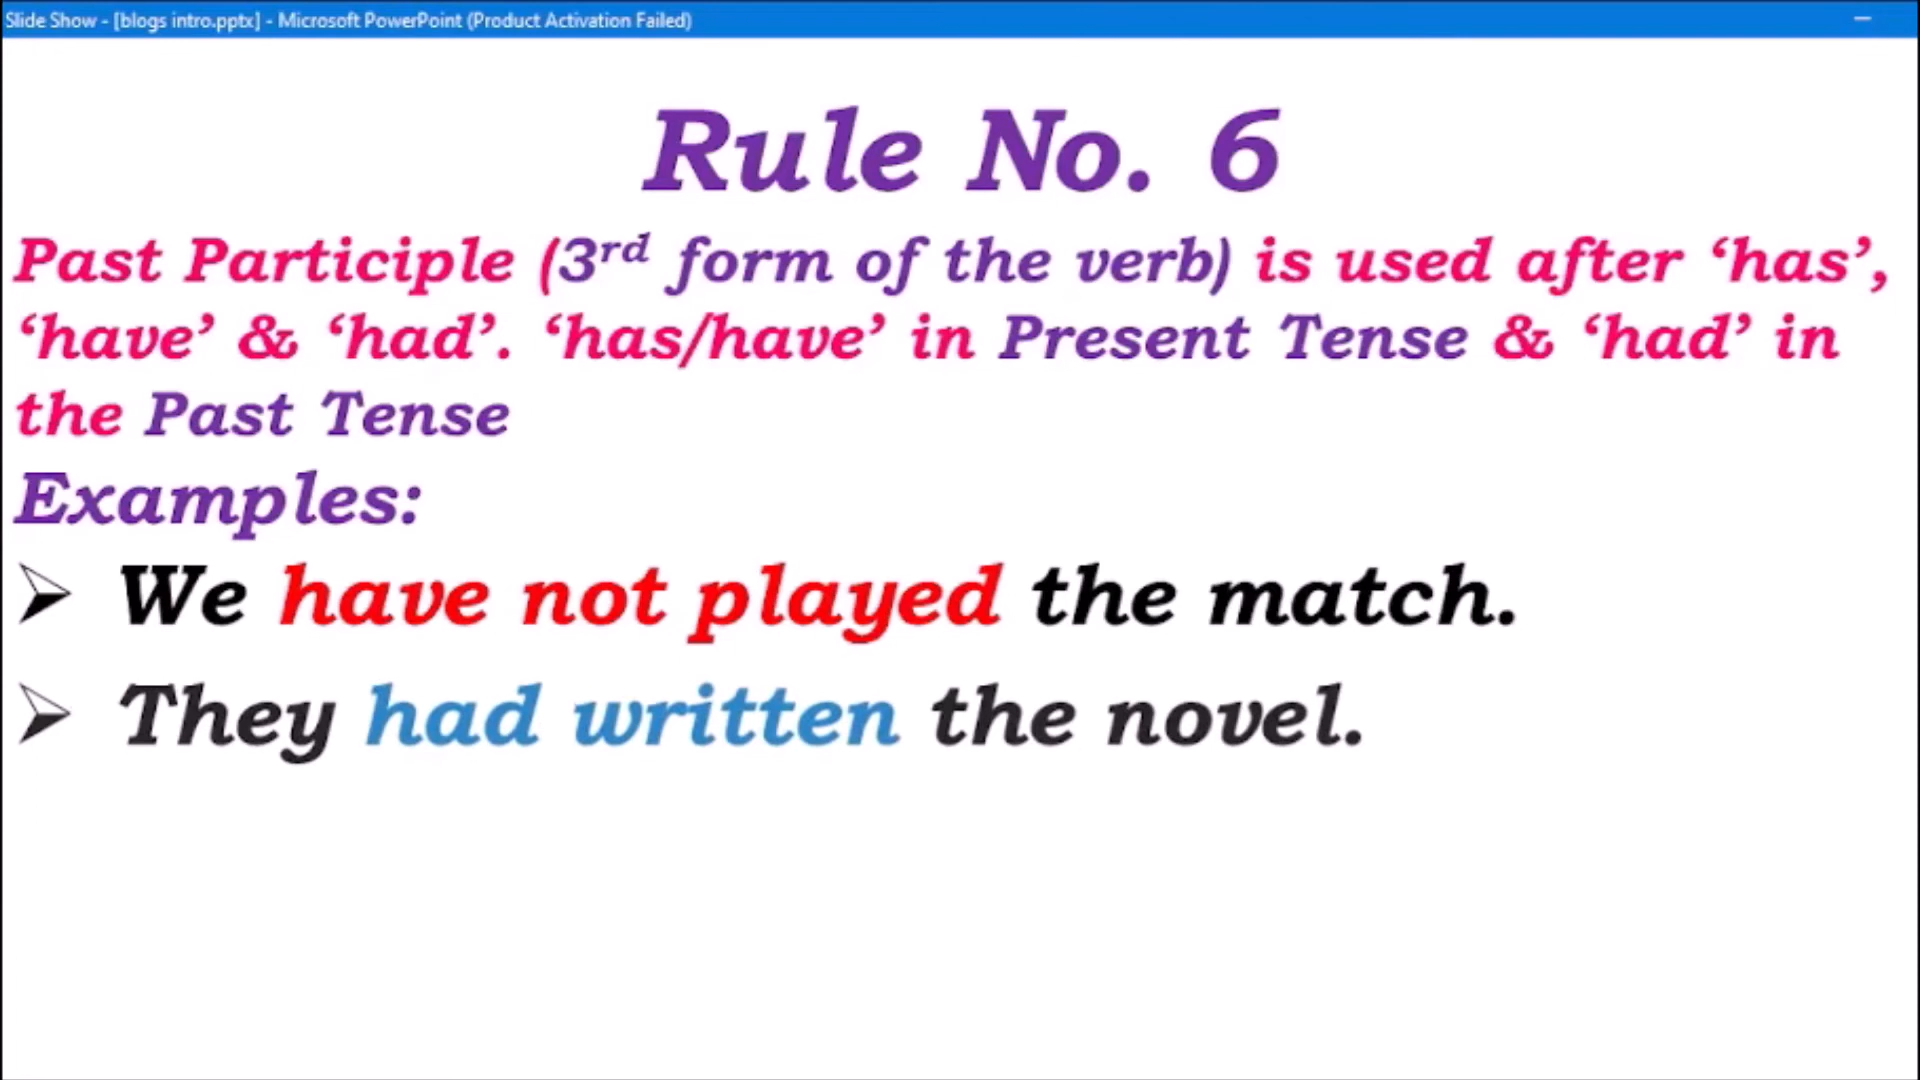 Slide Show - [blogs intro.pptx] - Microsoft PowerPoint (Product Activation Failed)
Rule No. 6
Past Participle (3rd form of the verb) is used after ‘has’,
‘have’ & ‘had’. ‘has/have’ in Present Tense & ‘had’ in
the Past Tense
Examples:
➢ We have not played the match.
➢ They had written the novel.